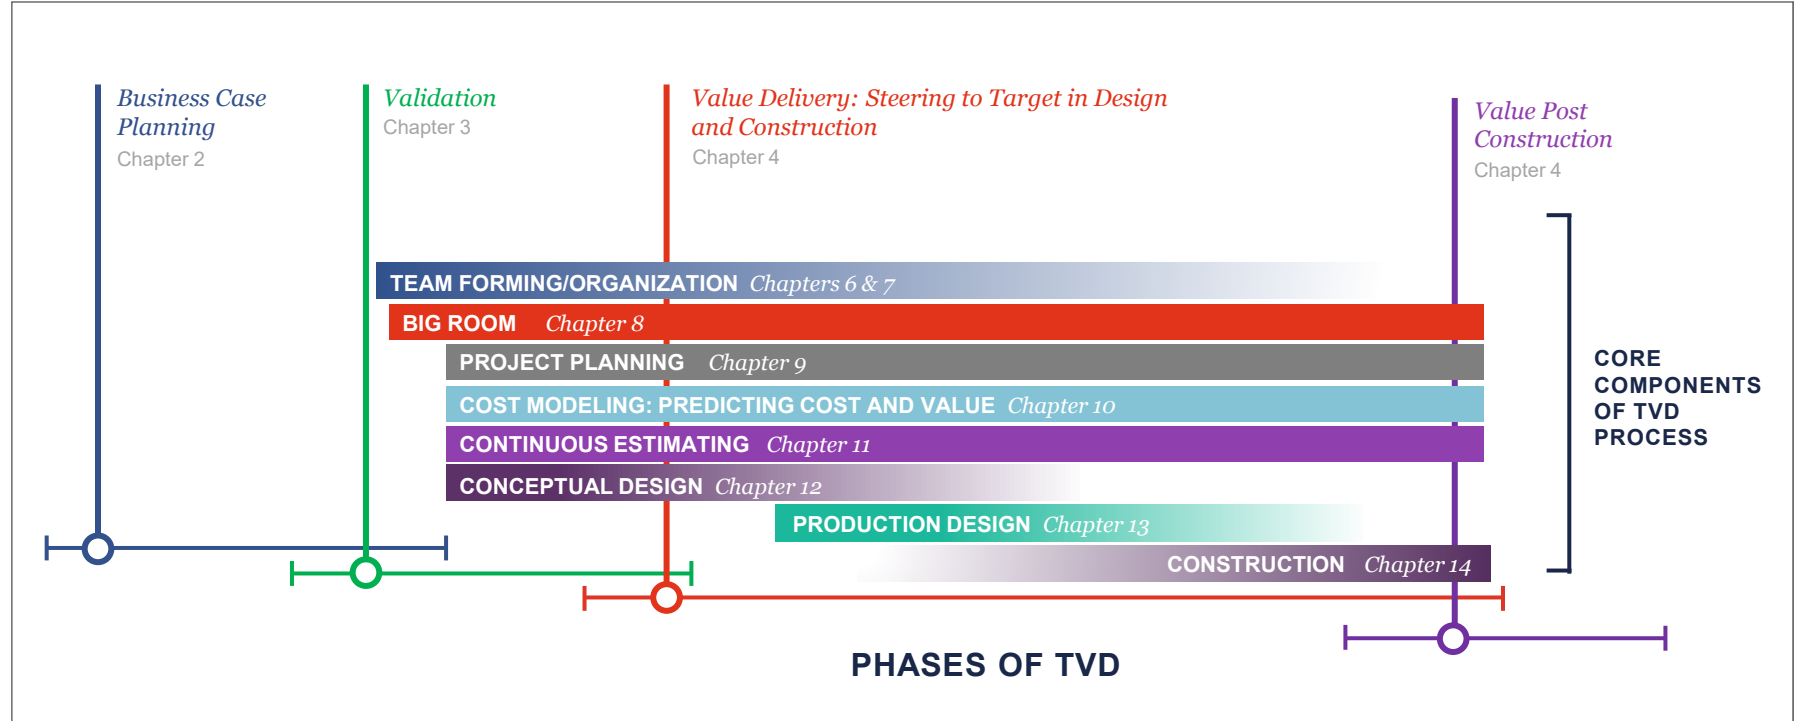 Business Case
Planning
Chapter 2
Validation
Chapter 3
Value Delivery: Steering to Target in Design
and Construction
Chapter 4
Value Post
Construction
Chapter 4
TEAM FORMING/ORGANIZATION Chapters 6 & 7
BIG ROOM Chapter 8
PROJECT PLANNING Chapter 9
COST MODELING: PREDICTING COST AND VALUE Chapter 10
CONTINUOUS ESTIMATING Chapter 11
CONCEPTUAL DESIGN Chapter 12
PRODUCTION DESIGN Chapter 13
CONSTRUCTION Chapter 14
CORE
COMPONENTS
OF TVD
PROCESS
PHASES OF TVD